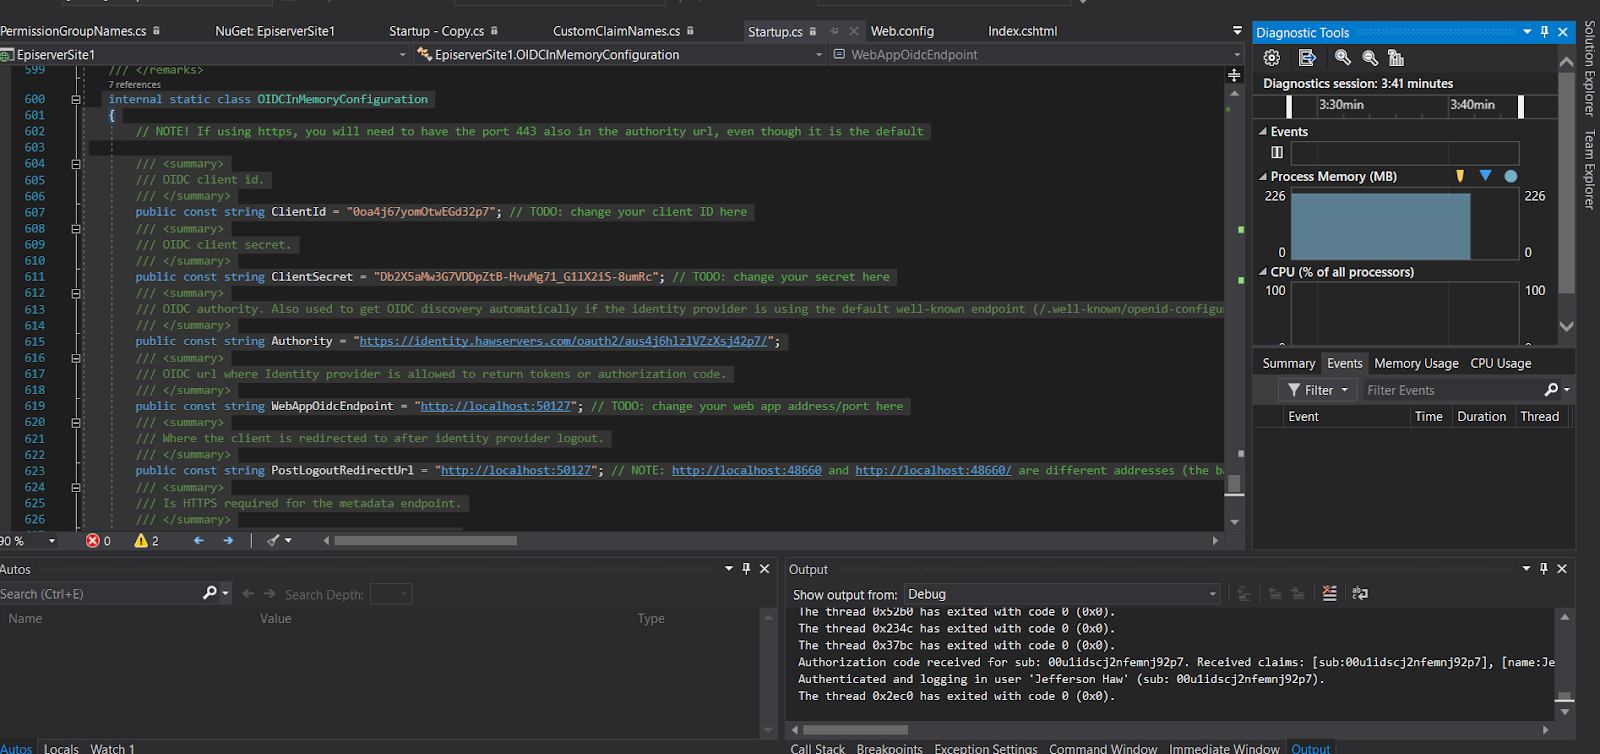 PermissionGroupNames.cs
NuGet: EpiserverSite1
Startup - Copy.cs
CustomClaimNames.cs
Startup.cs
Web.config
Index.cshtml
EpiserverSite1
EpiserverSite1.OIDCInMemoryConfiguration
WebAppOidcEndpoint
599 /// </remarks>
7 references
600 internal static class OIDCInMemoryConfiguration
601 {
602 // NOTE! If using https, you will need to have the port 443 also in the authority url, even though it is the default
603
604 /// <summary>
605 /// OIDC client id.
606 /// </summary>
607 public const string ClientId = "0oa4j67yomOtwEGd32p7"; // TODO: change your client ID here
608 /// <summary>
609 /// OIDC client secret.
610 /// </summary>
611 public const string ClientSecret = "Db2X5aMw3G7VDDpZtB-HvuMg71_G1lX2iS-8umRc"; // TODO: change your secret here
612 /// <summary>
613 /// OIDC authority. Also used to get OIDC discovery automatically if the identity provider is using the default well-known endpoint (/.well-known/openid-configu
614 /// </summary>
615 public const string Authority = "https://identity.hawservers.com/oauth2/aus4j6hlzlVZzXsj42p7/";
616 /// <summary>
617 /// OIDC url where Identity provider is allowed to return tokens or authorization code.
618 /// </summary>
619 public const string WebAppOidcEndpoint = "http://localhost:50127"; // TODO: change your web app address/port here
620 /// <summary>
621 /// Where the client is redirected to after identity provider logout.
622 /// </summary>
623 public const string PostLogoutRedirectUrl = "http://localhost:50127"; // NOTE: http://localhost:48660 and http://localhost:48660/ are different addresses (the ba
624 /// <summary>
625 /// Is HTTPS required for the metadata endpoint.
626 /// </summary>
90 %
0
2
Diagnostic Tools
Diagnostics session: 3:41 minutes
3:30min
3:40min
Events
Process Memory (MB)
226
226
0
0
CPU (% of all processors)
100
100
Summary
Events
Memory Usage
CPU Usage
Filter
Filter Events
Event
Time
Duration
Thread
Solution Explorer
Team Explorer
Autos
Search (Ctrl+E)
Search Depth:
Name
Value
Type
Autos
Locals
Watch 1
Output
Show output from:
Debug
The thread 0x52b0 has exited with code 0 (0x0).
The thread 0x234c has exited with code 0 (0x0).
The thread 0x37bc has exited with code 0 (0x0).
Authorization code received for sub: 00u1idscj2nfemnj92p7. Received claims: [sub:00u1idscj2nfemnj92p7], [name:Je
Authenticated and logging in user 'Jefferson Haw' (sub: 00u1idscj2nfemnj92p7).
The thread 0x2ec0 has exited with code 0 (0x0).
Call Stack
Breakpoints
Exception Settings
Command Window
Immediate Window
Output